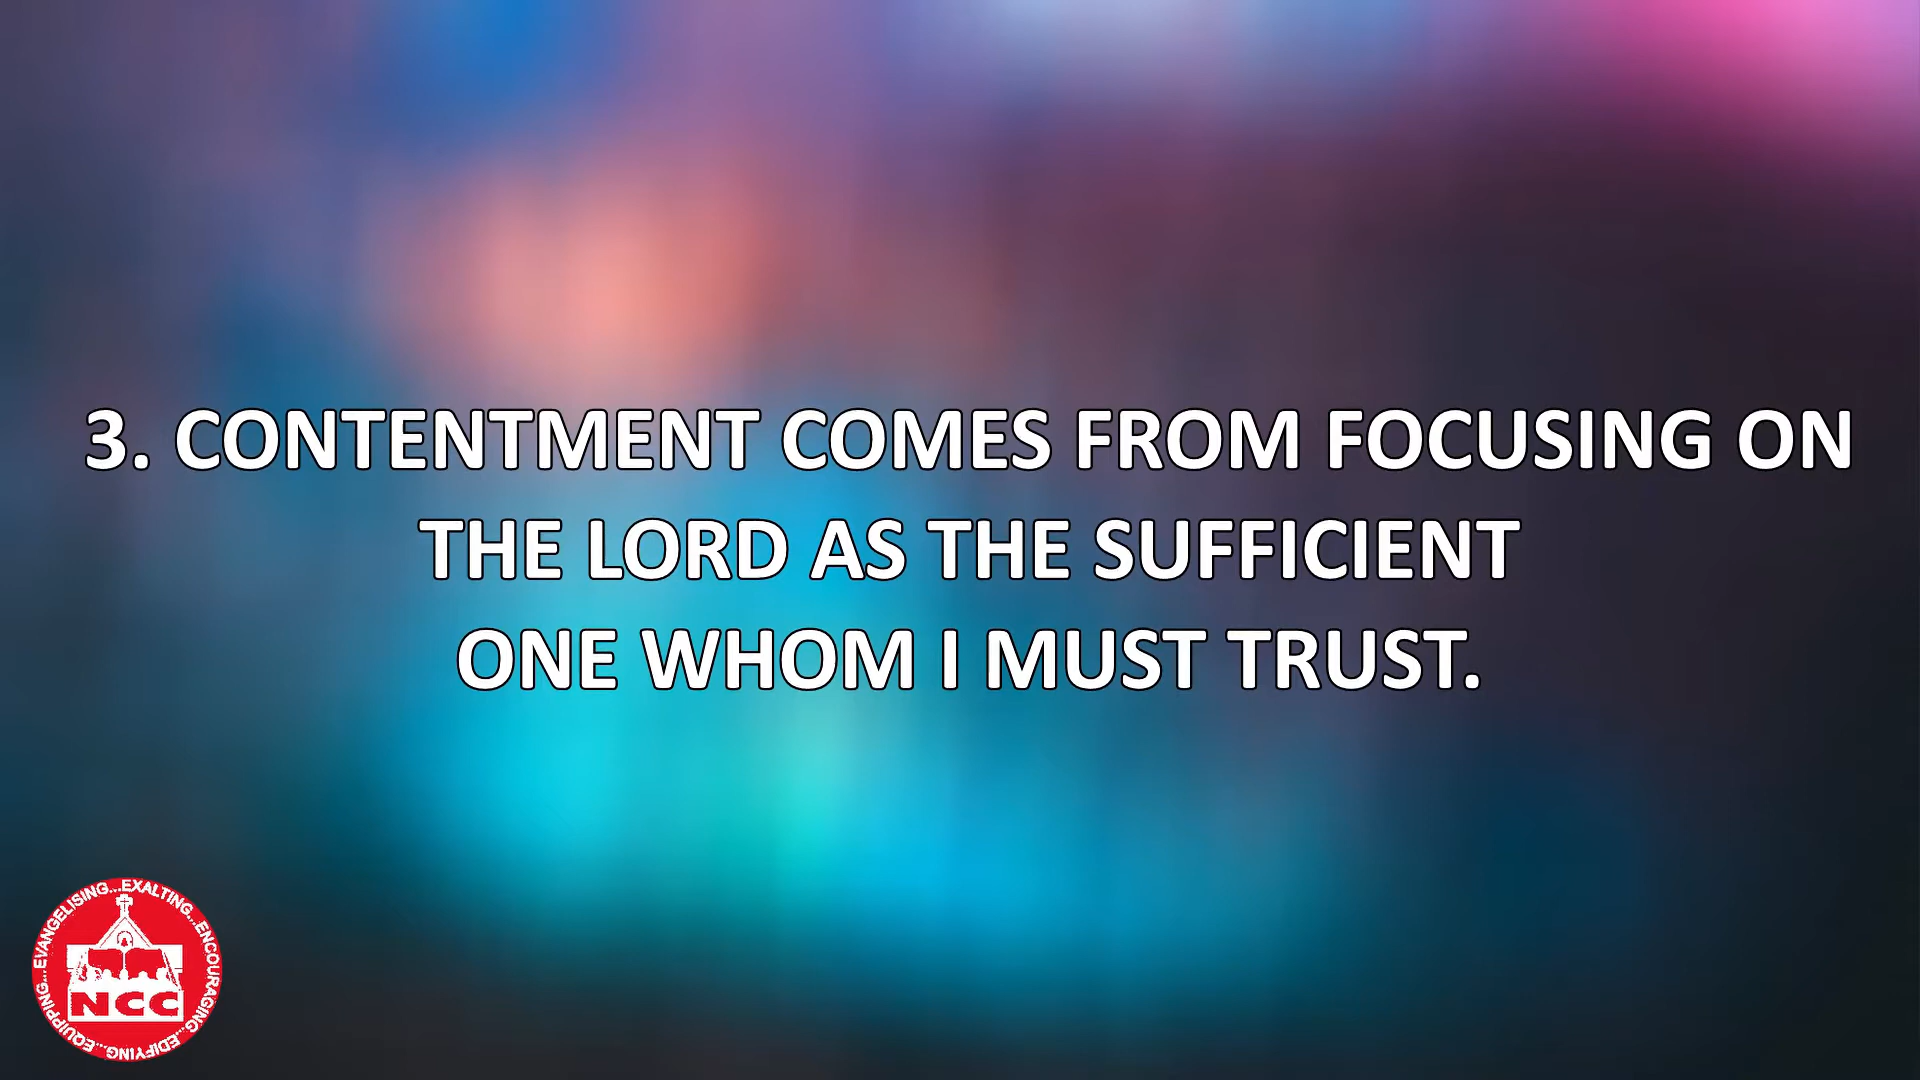 3. CONTENTMENT COMES FROM FOCUSING ON
THE LORD AS THE SUFFICIENT
ONE WHOM I MUST TRUST.
EVANGELISING...EXALTING...ENCOURAGING...EDIFYING...EQUIPPING...
NCC